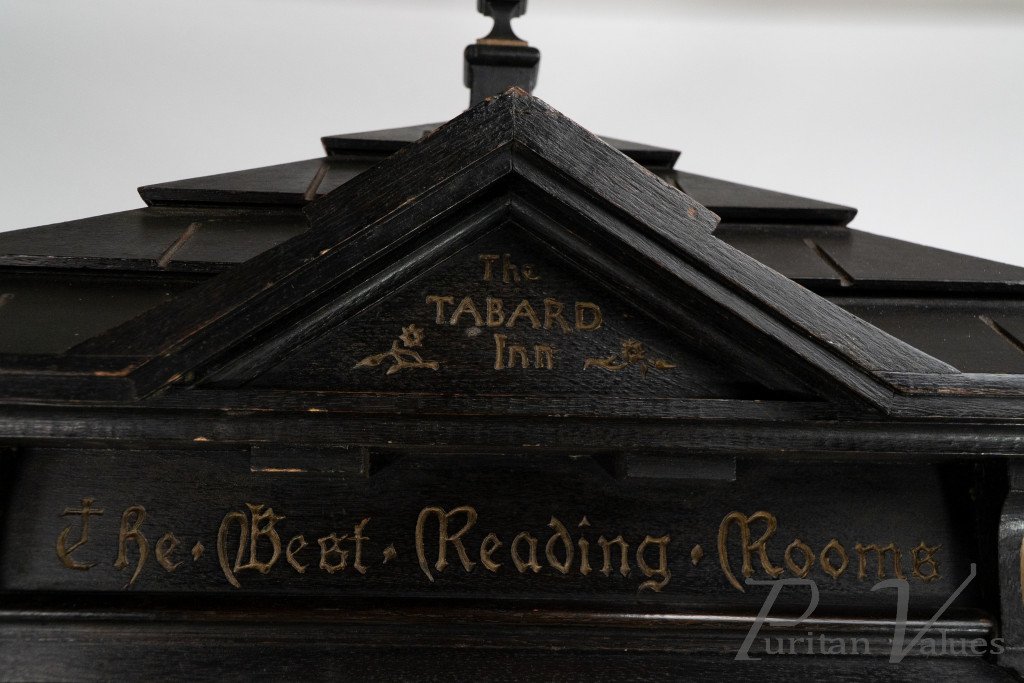 The
TABARD
Inn
The · Best · Reading · Rooms
Puritan Values